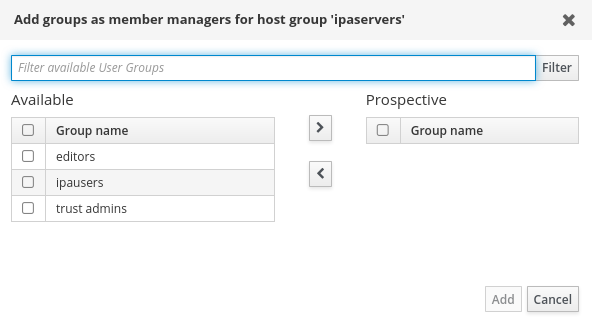 Add groups as member managers for host group 'ipaservers'
Filter available User Groups
Filter
Available
Prospective
Group name
Group name
editors
ipausers
trust admins
Add
Cancel